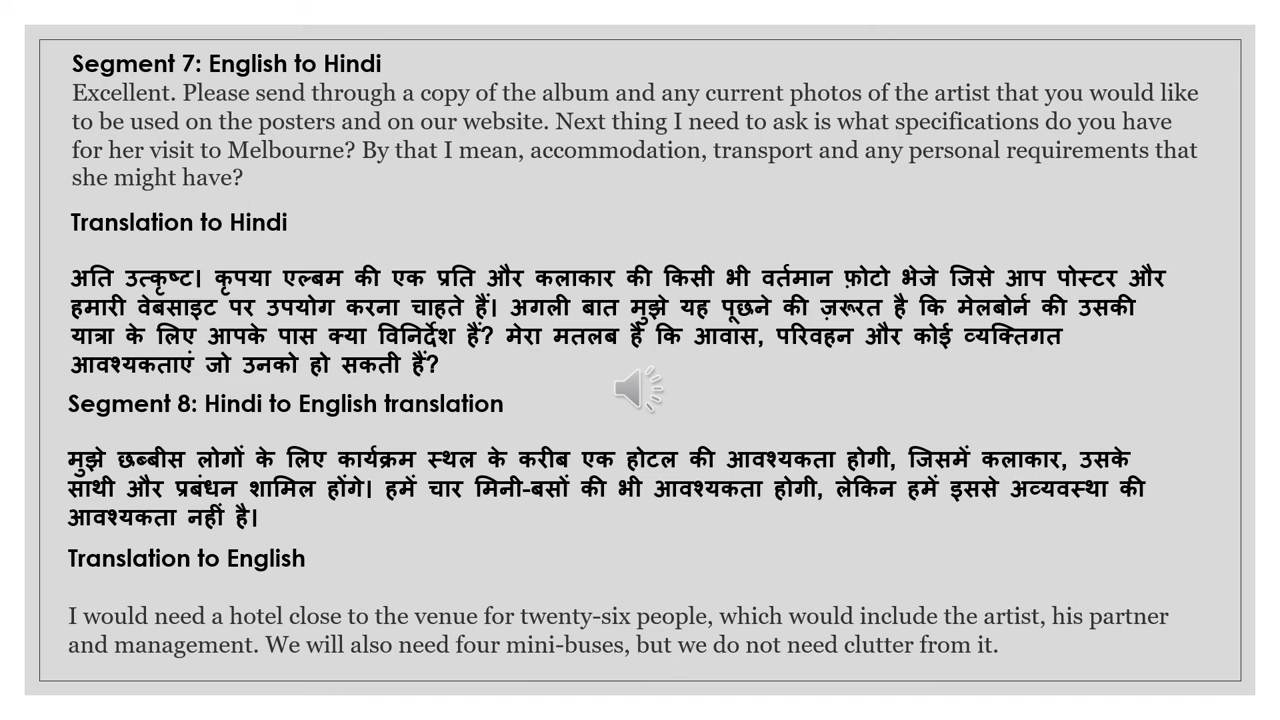 Segment 7: English to Hindi
Excellent. Please send through a copy of the album and any current photos of the artist that you would like
to be used on the posters and on our website. Next thing I need to ask is what specifications do you have
for her visit to Melbourne? By that I mean, accommodation, transport and any personal requirements that
she might have?
Translation to Hindi
अति उत्कृष्ट। कृपया एल्बम की एक प्रति और कलाकार की किसी भी वर्तमान फ़ोटो भेजे जिसे आप पोस्टर और
हमारी वेबसाइट पर उपयोग करना चाहते हैं। अगली बात मुझे यह पूछने की ज़रूरत है कि मेलबोर्न की उसकी
यात्रा के लिए आपके पास क्या विनिर्देश हैं? मेरा मतलब है कि आवास, परिवहन और कोई व्यक्तिगत
आवश्यकताएं जो उनको हो सकती हैं?
Segment 8: Hindi to English translation
मुझे छब्बीस लोगों के लिए कार्यक्रम स्थल के करीब एक होटल की आवश्यकता होगी, जिसमें कलाकार, उसके
साथी और प्रबंधन शामिल होंगे। हमें चार मिनी-बसों की भी आवश्यकता होगी, लेकिन हमें इससे अव्यवस्था की
आवश्यकता नहीं है।
Translation to English
I would need a hotel close to the venue for twenty-six people, which would include the artist, his partner
and management. We will also need four mini-buses, but we do not need clutter from it.